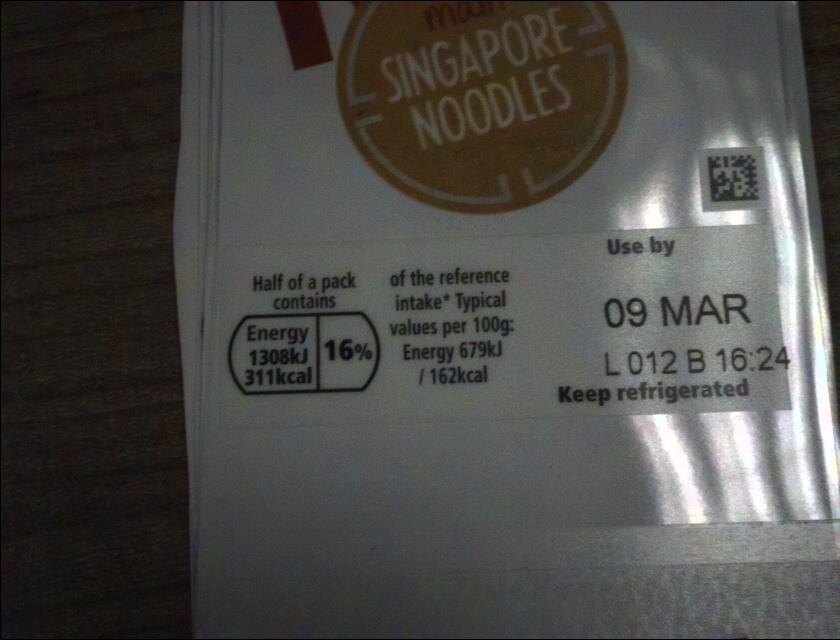 main
SINGAPORE
NOODLES
Use by
09 MAR
L 012 B 16:24
Keep refrigerated
Half of a pack
contains
Energy
1308kJ
311kcal
16%
of the reference
intake* Typical
values per 100g:
Energy 679kJ
/ 162kcal